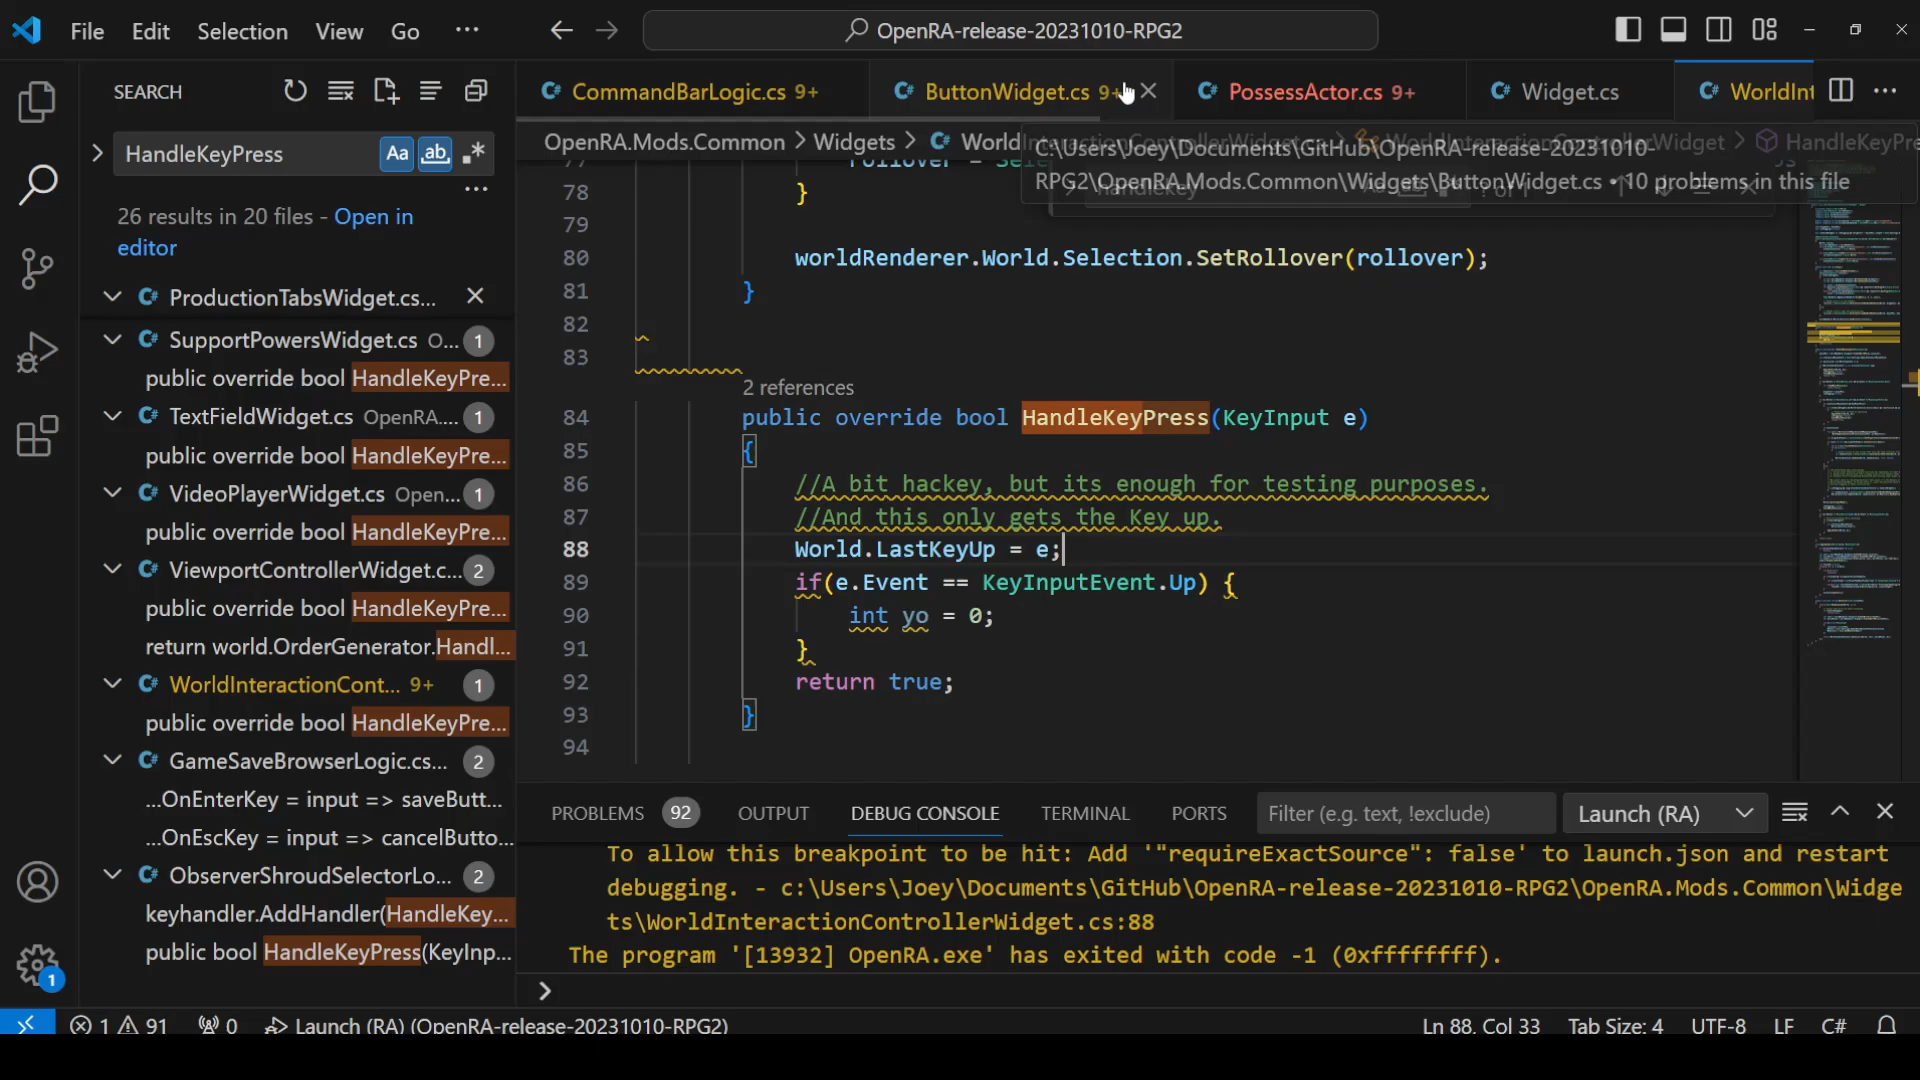 File Edit Selection View Go ··· OpenRA-release-20231010-RPG2
SEARCH
HandleKeyPress Aa ab .*
26 results in 20 files - Open in
editor
ProductionTabsWidget.cs...
SupportPowersWidget.cs O... 1
public override bool HandleKeyPre...
TextFieldWidget.cs OpenRA.... 1
public override bool HandleKeyPre...
VideoPlayerWidget.cs Open... 1
public override bool HandleKeyPre...
ViewportControllerWidget.c... 2
public override bool HandleKeyPre...
return world.OrderGenerator.Handl...
WorldInteractionCont... 9+ 1
public override bool HandleKeyPre...
GameSaveBrowserLogic.cs... 2
...OnEnterKey = input => saveButt...
...OnEscKey = input => cancelButto...
ObserverShroudSelectorLo... 2
keyhandler.AddHandler(HandleKey...
public bool HandleKeyPress(KeyInp...
CommandBarLogic.cs 9+ ButtonWidget.cs 9+ PossessActor.cs 9+ Widget.cs WorldInt
OpenRA.Mods.Common > Widgets > WorldInteractionControllerWidget.cs > WorldInteractionControllerWidget > HandleKeyPre
C:\Users\Joey\Documents\GitHub\OpenRA-release-20231010-
RPG2\OpenRA.Mods.Common\Widgets\ButtonWidget.cs • 10 problems in this file
77 rollover = Sele
78 }
79
80 worldRenderer.World.Selection.SetRollover(rollover);
81 }
82
83
2 references
84 public override bool HandleKeyPress(KeyInput e)
85 {
86 //A bit hackey, but its enough for testing purposes.
87 //And this only gets the Key up.
88 World.LastKeyUp = e;
89 if(e.Event == KeyInputEvent.Up) {
90 int yo = 0;
91 }
92 return true;
93 }
94
PROBLEMS 92 OUTPUT DEBUG CONSOLE TERMINAL PORTS Filter (e.g. text, !exclude) Launch (RA)
To allow this breakpoint to be hit: Add '"requireExactSource": false' to launch.json and restart
debugging. - c:\Users\Joey\Documents\GitHub\OpenRA-release-20231010-RPG2\OpenRA.Mods.Common\Widge
ts\WorldInteractionControllerWidget.cs:88
The program '[13932] OpenRA.exe' has exited with code -1 (0xffffffff).
>
1
1 91 0 Launch (RA) (OpenRA-release-20231010-RPG2) Ln 88, Col 33 Tab Size: 4 UTF-8 LF C#